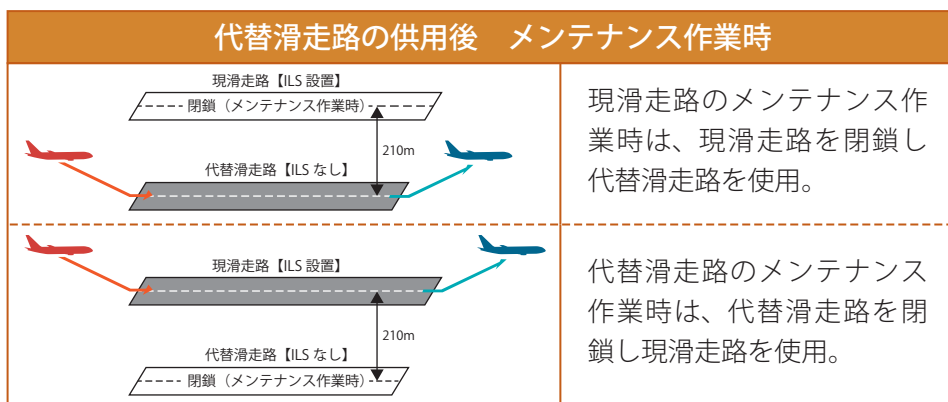 代替滑走路の供用後　メンテナンス作業時
現滑走路【ILS 設置】
閉鎖（メンテナンス作業時）
210m
代替滑走路【ILS なし】
現滑走路のメンテナンス作
業時は、現滑走路を閉鎖し
代替滑走路を使用。
現滑走路【ILS 設置】
210m
代替滑走路【ILS なし】
閉鎖（メンテナンス作業時）
代替滑走路のメンテナンス
作業時は、代替滑走路を閉
鎖し現滑走路を使用。